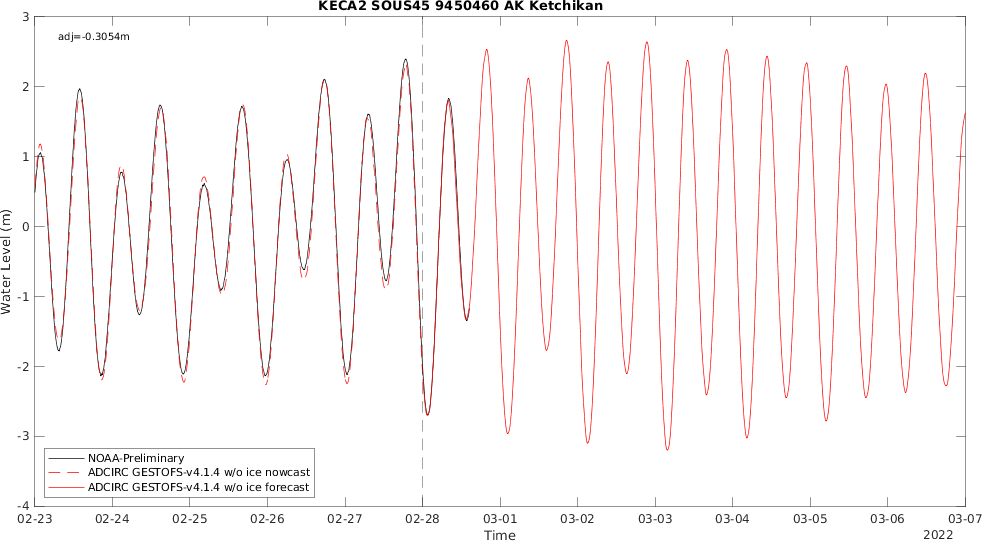 KECA2 SOUS45 9450460 AK Ketchikan
adj=-0.3054m
3
2
1
0
-1
-2
-3
-4
Water Level (m)
NOAA-Preliminary
ADCIRC GESTOFS-v4.1.4 w/o ice nowcast
ADCIRC GESTOFS-v4.1.4 w/o ice forecast
02-23 02-24 02-25 02-26 02-27 02-28 03-01 03-02 03-03 03-04 03-05 03-06 03-07
Time
2022